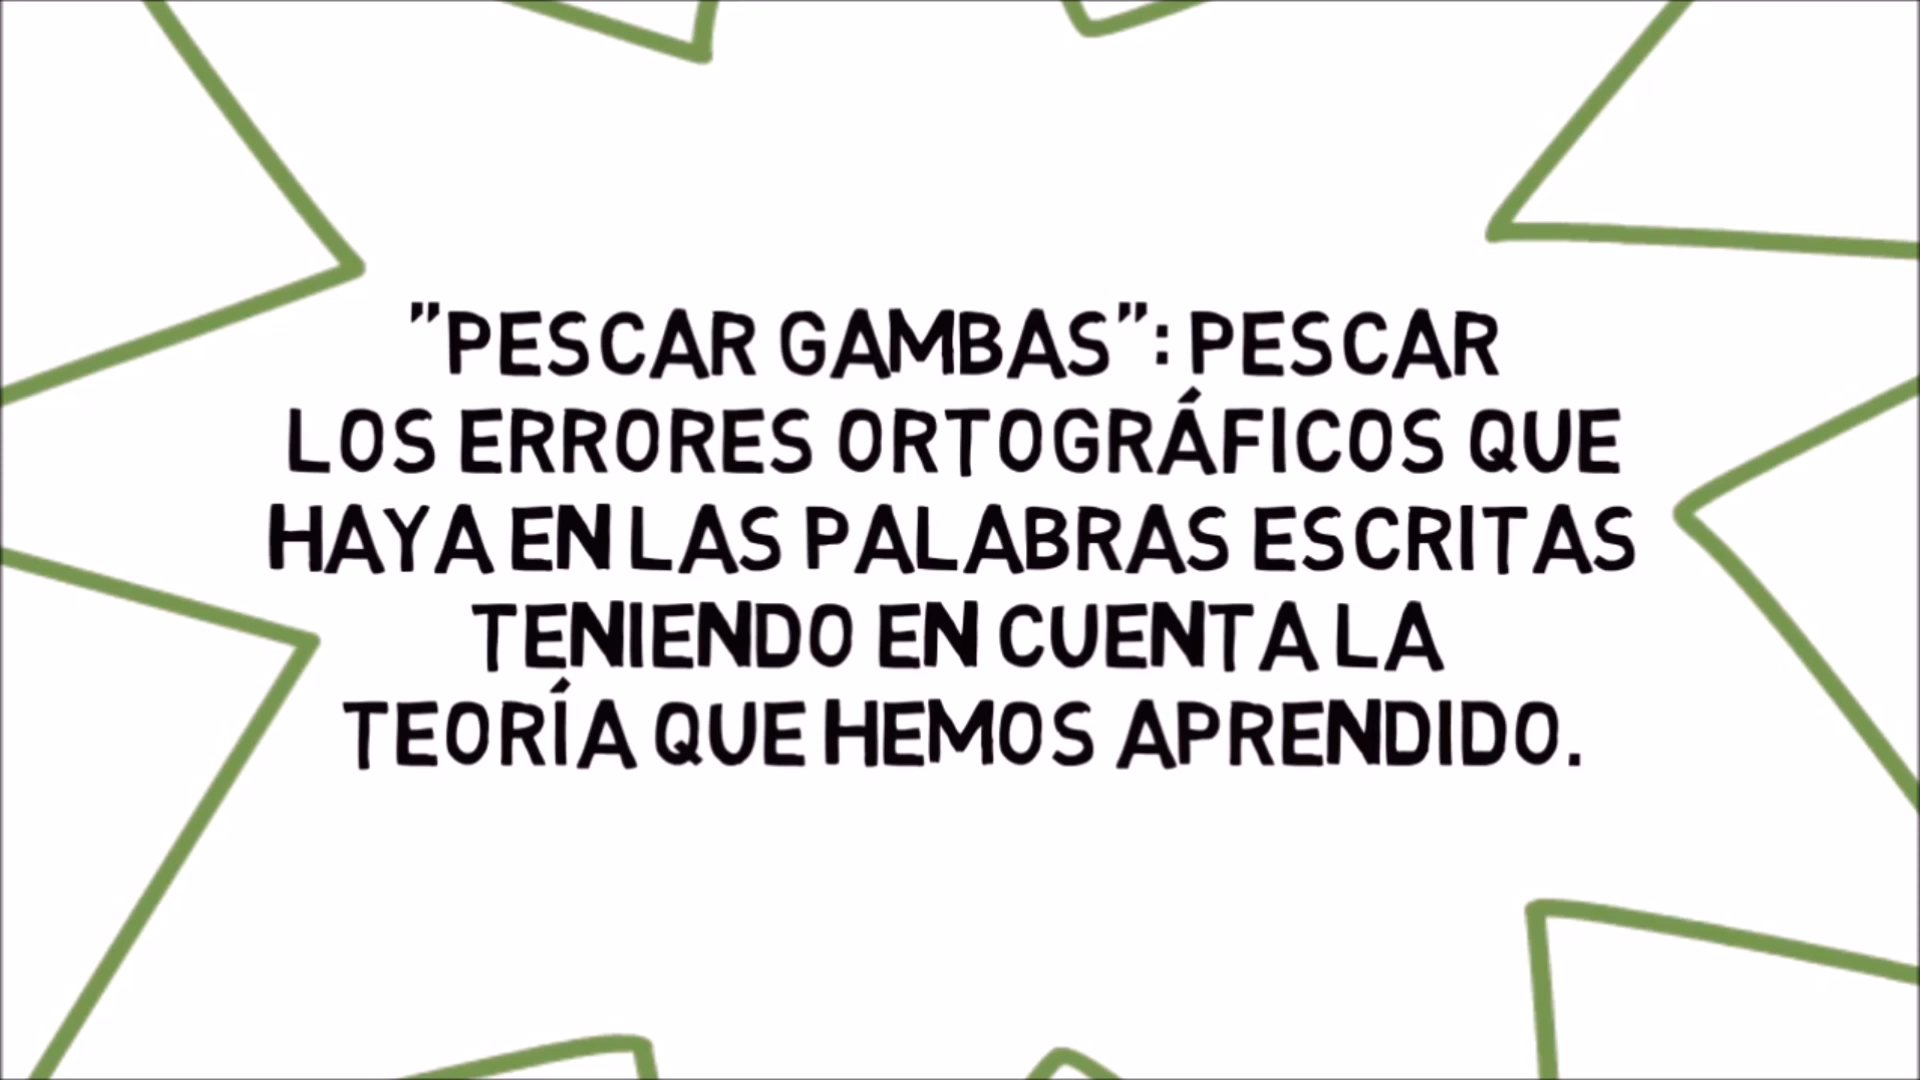 "PESCAR GAMBAS": PESCAR
LOS ERRORES ORTOGRÁFICOS QUE
HAYA EN LAS PALABRAS ESCRITAS
TENIENDO EN CUENTA LA
TEORÍA QUE HEMOS APRENDIDO.